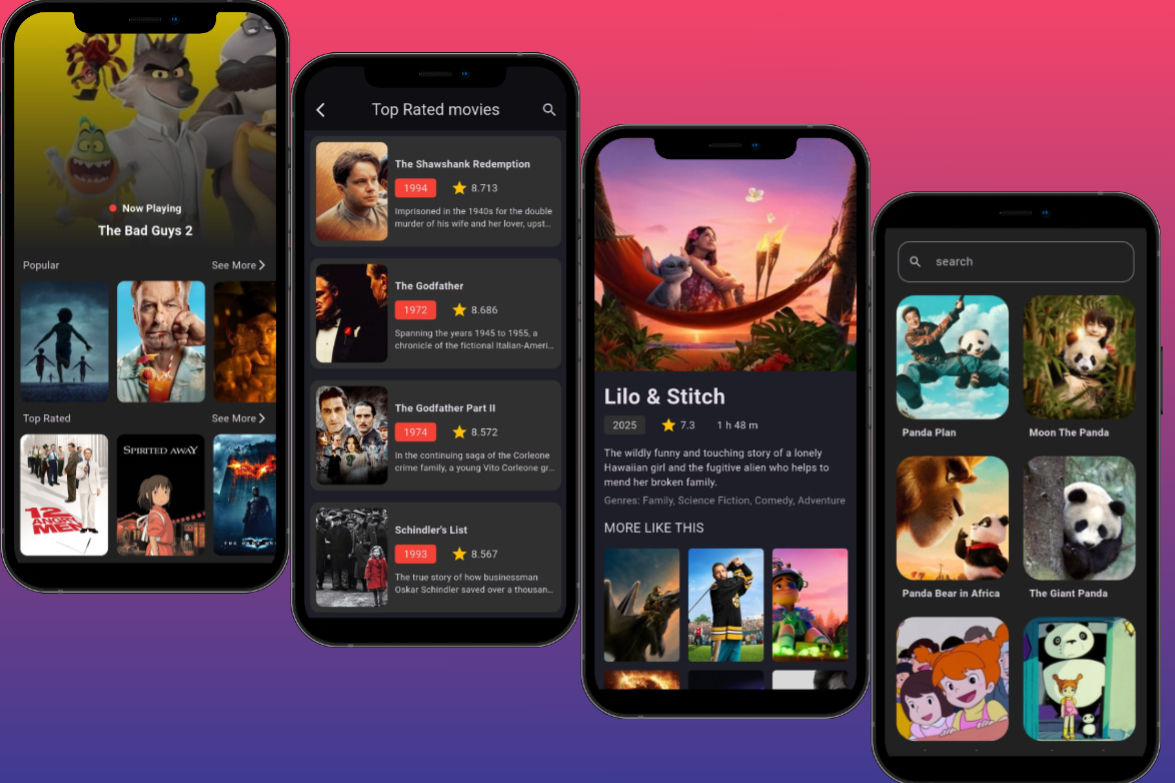 Now Playing
The Bad Guys 2
Popular
See More
Top Rated
See More
12
ANGRY
MEN
SPIRITED AWAY
Top Rated movies
The Shawshank Redemption
1994
8.713
Imprisoned in the 1940s for the double
murder of his wife and her lover, upst...
The Godfather
1972
8.686
Spanning the years 1945 to 1955, a
chronicle of the fictional Italian-Ameri...
The Godfather Part II
1974
8.572
In the continuing saga of the Corleone
crime family, a young Vito Corleone gr...
Schindler's List
1993
8.567
The true story of how businessman
Oskar Schindler saved over a thousan...
Lilo & Stitch
2025
7.3
1 h 48 m
The wildly funny and touching story of a lonely
Hawaiian girl and the fugitive alien who helps to
mend her broken family.
Genres: Family, Science Fiction, Comedy, Adventure
MORE LIKE THIS
search
Panda Plan
Moon The Panda
Panda Bear in Africa
The Giant Panda